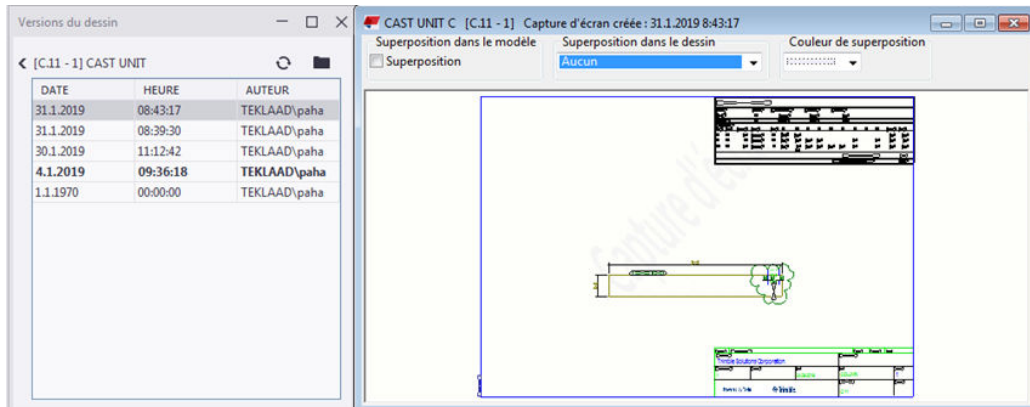 Versions du dessin
[C.11 - 1] CAST UNIT
DATE HEURE AUTEUR
31.1.2019 08:43:17 TEKLAAD\paha
31.1.2019 08:39:30 TEKLAAD\paha
30.1.2019 11:12:42 TEKLAAD\paha
4.1.2019 09:36:18 TEKLAAD\paha
1.1.1970 00:00:00 TEKLAAD\paha
CAST UNIT C [C.11 - 1] Capture d'écran créée : 31.1.2019 8:43:17
Superposition dans le modèle
Superposition
Superposition dans le dessin
Aucun
Couleur de superposition
Capture d'éc
Trimble Solutions Corporation